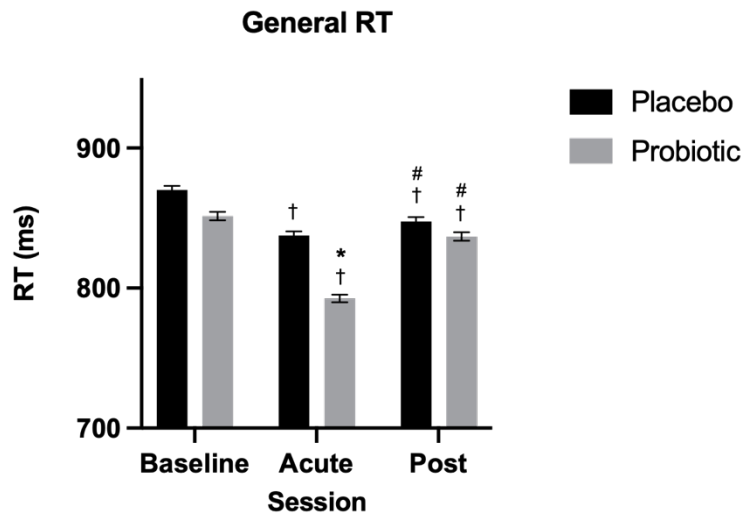 General RT
Placebo
Probiotic
RT (ms)
900
800
700
†
*
†
#
†
#
†
Baseline Acute Post
Session